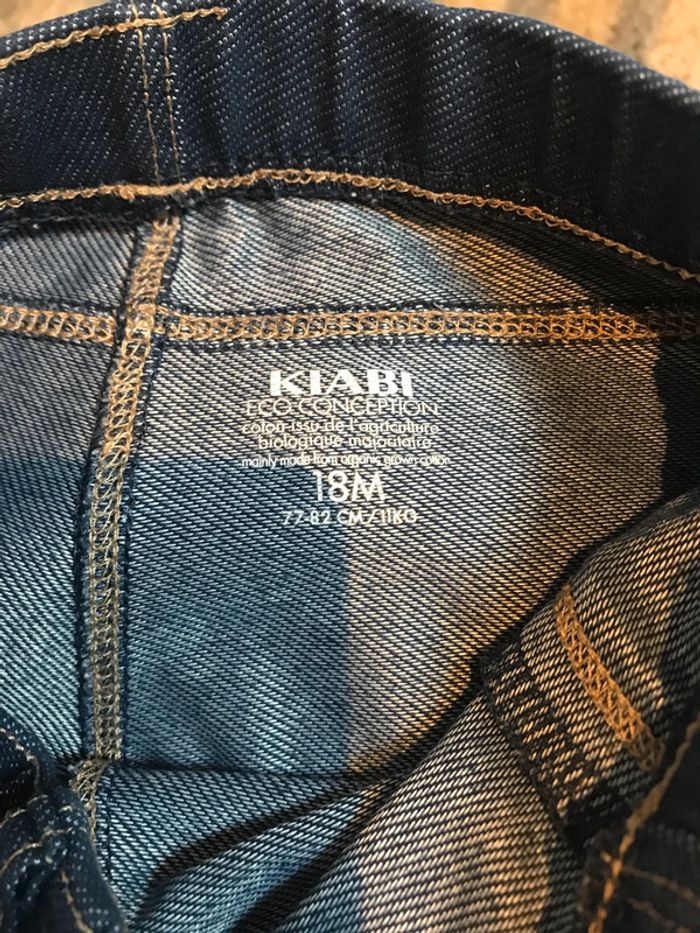 KIABI
ECO CONCEPTION
coton issu de l'agriculture
biologique majoritaire.
mainly made from organic grown cotton
18M
77-82 CM/11KG